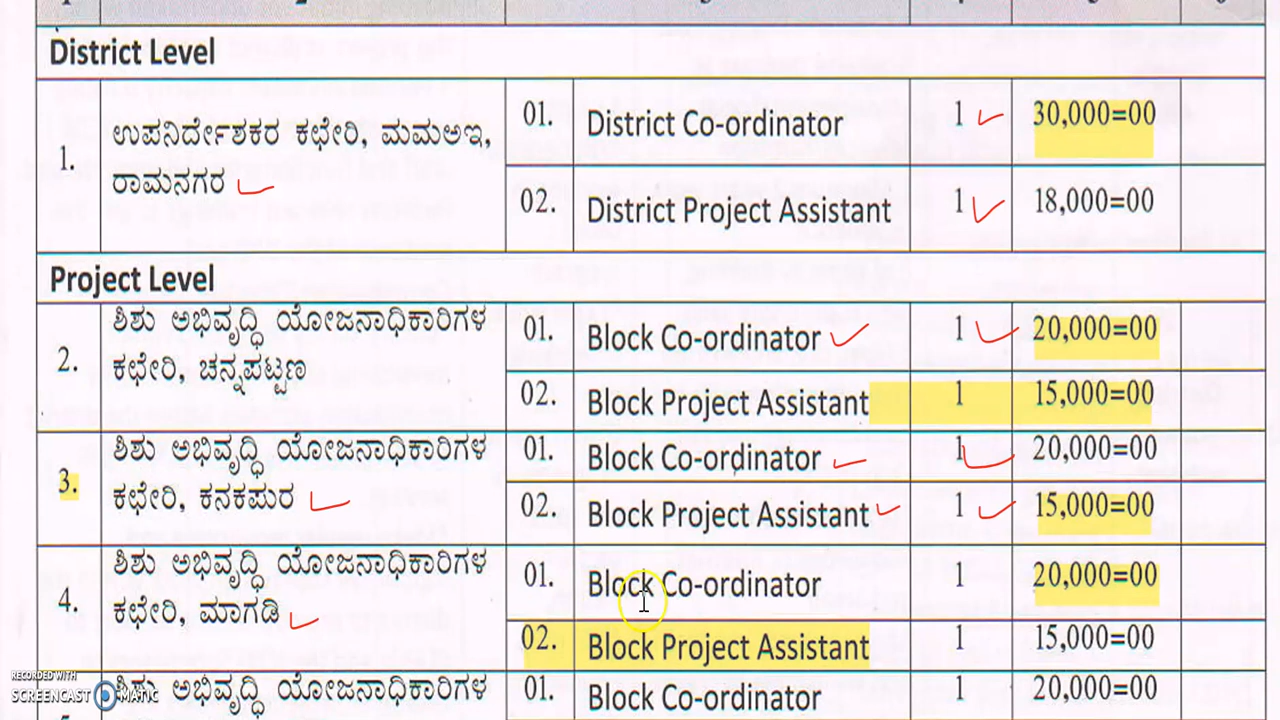 District Level
1.
ಉಪನಿರ್ದೇಶಕರ ಕಛೇರಿ, ಮಮಅಇ,
ರಾಮನಗರ
01. District Co-ordinator 1 30,000=00
02. District Project Assistant 1 18,000=00
Project Level
2.
ಶಿಶು ಅಭಿವೃದ್ಧಿ ಯೋಜನಾಧಿಕಾರಿಗಳ
ಕಛೇರಿ, ಚನ್ನಪಟ್ಟಣ
01. Block Co-ordinator 1 20,000=00
02. Block Project Assistant 1 15,000=00
3.
ಶಿಶು ಅಭಿವೃದ್ಧಿ ಯೋಜನಾಧಿಕಾರಿಗಳ
ಕಛೇರಿ, ಕನಕಪುರ
01. Block Co-ordinator 1 20,000=00
02. Block Project Assistant 1 15,000=00
4.
ಶಿಶು ಅಭಿವೃದ್ಧಿ ಯೋಜನಾಧಿಕಾರಿಗಳ
ಕಛೇರಿ, ಮಾಗಡಿ
01. Block Co-ordinator 1 20,000=00
02. Block Project Assistant 1 15,000=00
ಶಿಶು ಅಭಿವೃದ್ಧಿ ಯೋಜನಾಧಿಕಾರಿಗಳ
01. Block Co-ordinator 1 20,000=00
RECORDED WITH
SCREENCAST MATIC